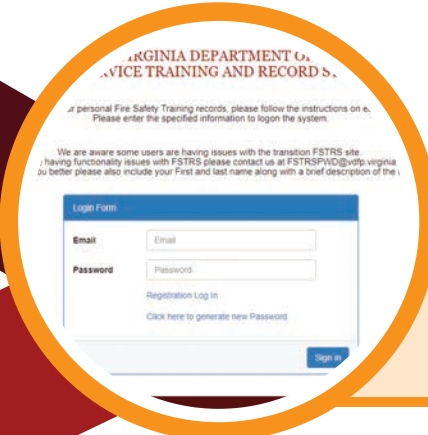 VIRGINIA DEPARTMENT OF
SERVICE TRAINING AND RECORD
personal Fire Safety Training records, please follow the instructions on
Please enter the specified information to logon the system.
We are aware some users are having issues with the transition FSTRS site.
having functionality issues with FSTRS please contact us at FSTRSPWD@vdfp.virginia
better please also include your First and last name along with a brief description of the
Login Form
Email
Email
Password
Password
Registration Log In
Click here to generate new Password
Sign in